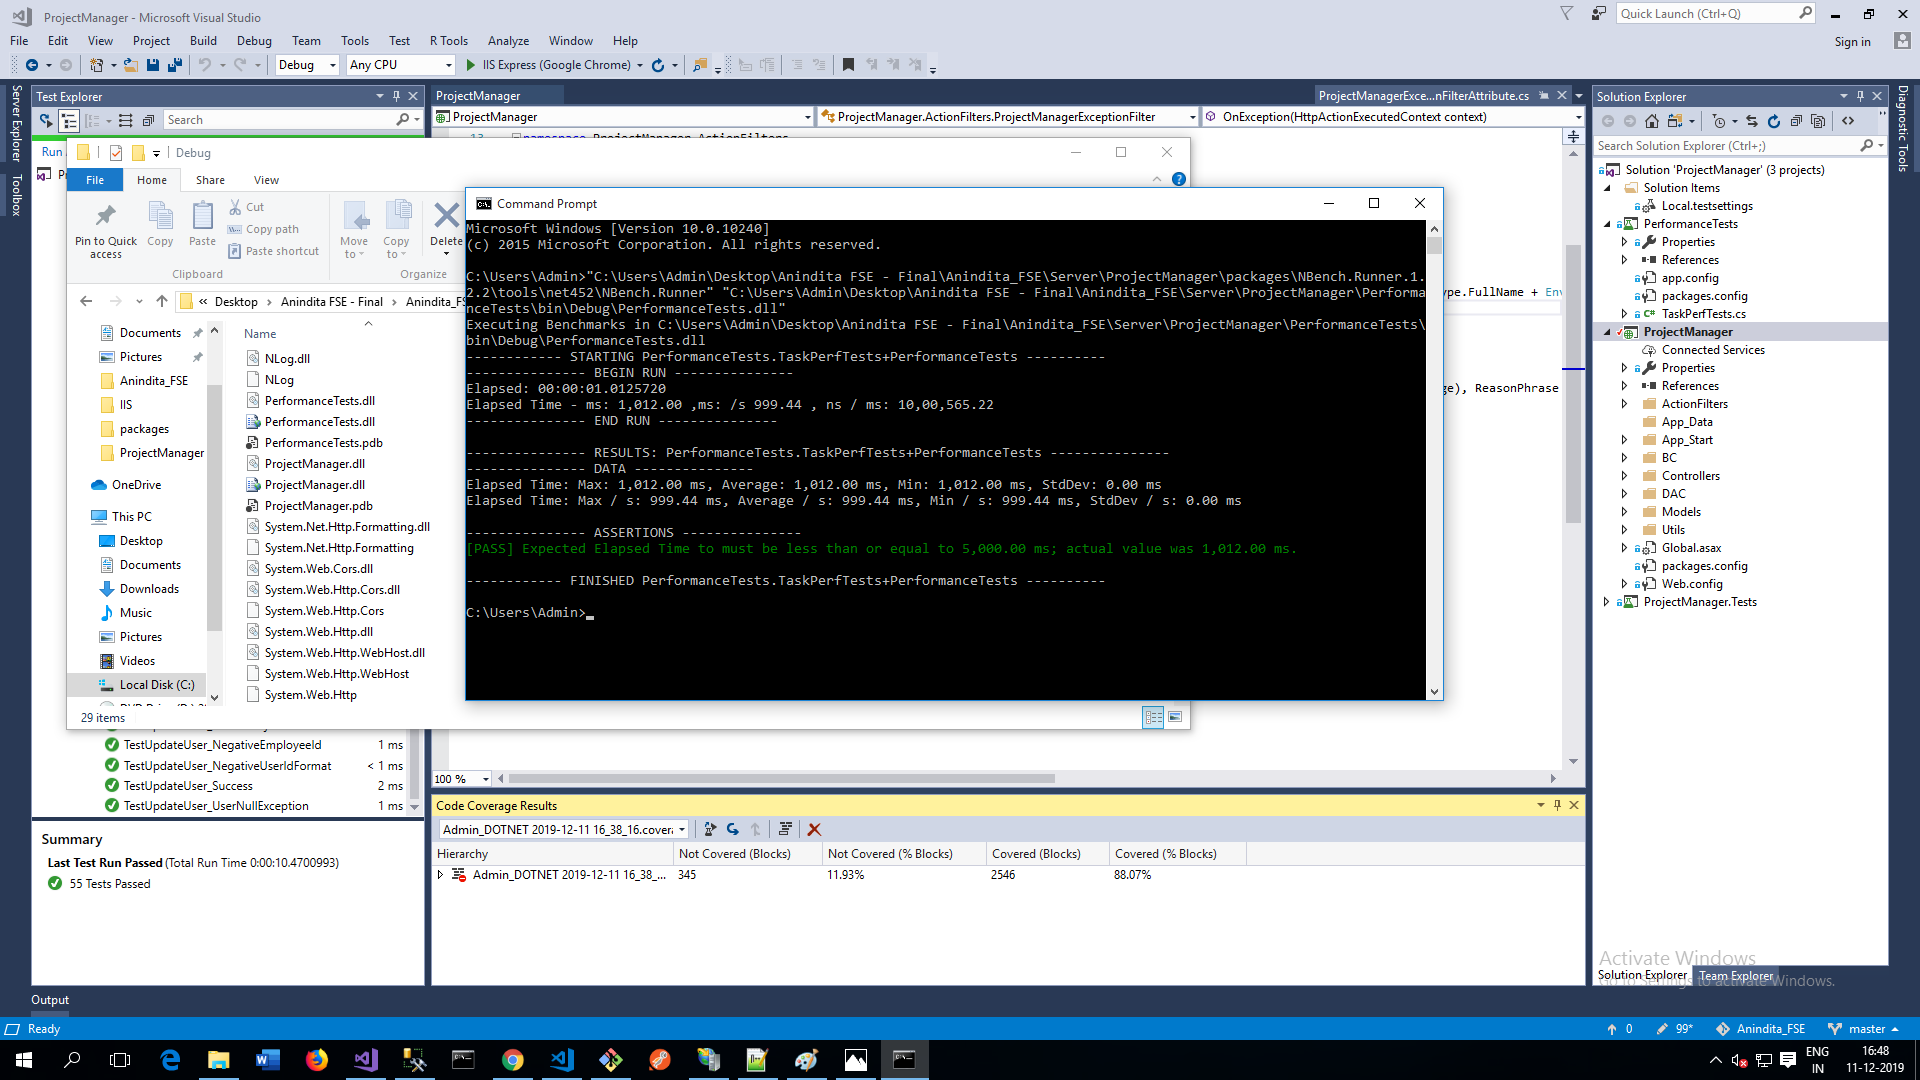 ProjectManager - Microsoft Visual Studio
Quick Launch (Ctrl+Q)
File Edit View Project Build Debug Team Tools Test R Tools Analyze Window Help
Sign in
Debug Any CPU IIS Express (Google Chrome)
Server Explorer
Toolbox
Test Explorer
Search
Run
ProjectManager
ProjectManagerExce...nFilterAttribute.cs
ProjectManager
ProjectManager.ActionFilters.ProjectManagerExceptionFilter
OnException(HttpActionExecutedContext context)
13 namespace ProjectManager.ActionFilters
ype.FullName + Env
ge), ReasonPhrase
Debug
File Home Share View
Pin to Quick access
Copy
Paste
Cut
Copy path
Paste shortcut
Clipboard
Move to
Copy to
Delete
Organize
« Desktop › Anindita FSE - Final › Anindita_FS
Documents
Pictures
Anindita_FSE
IIS
packages
ProjectManager
OneDrive
This PC
Desktop
Documents
Downloads
Music
Pictures
Videos
Local Disk (C:)
Name
NLog.dll
NLog
PerformanceTests.dll
PerformanceTests.dll
PerformanceTests.pdb
ProjectManager.dll
ProjectManager.dll
ProjectManager.pdb
System.Net.Http.Formatting.dll
System.Net.Http.Formatting
System.Web.Cors.dll
System.Web.Http.Cors.dll
System.Web.Http.Cors
System.Web.Http.dll
System.Web.Http.WebHost.dll
System.Web.Http.WebHost
System.Web.Http
29 items
Command Prompt
Microsoft Windows [Version 10.0.10240]
(c) 2015 Microsoft Corporation. All rights reserved.
C:\Users\Admin>"C:\Users\Admin\Desktop\Anindita FSE - Final\Anindita_FSE\Server\ProjectManager\packages\NBench.Runner.1.
2.2\tools\net452\NBench.Runner" "C:\Users\Admin\Desktop\Anindita FSE - Final\Anindita_FSE\Server\ProjectManager\Performa
nceTests\bin\Debug\PerformanceTests.dll"
Executing Benchmarks in C:\Users\Admin\Desktop\Anindita FSE - Final\Anindita_FSE\Server\ProjectManager\PerformanceTests\
bin\Debug\PerformanceTests.dll
------------ STARTING PerformanceTests.TaskPerfTests+PerformanceTests ----------
--------------- BEGIN RUN ---------------
Elapsed: 00:00:01.0125720
Elapsed Time - ms: 1,012.00 ,ms: /s 999.44 , ns / ms: 10,00,565.22
--------------- END RUN ---------------
--------------- RESULTS: PerformanceTests.TaskPerfTests+PerformanceTests ---------------
--------------- DATA ---------------
Elapsed Time: Max: 1,012.00 ms, Average: 1,012.00 ms, Min: 1,012.00 ms, StdDev: 0.00 ms
Elapsed Time: Max / s: 999.44 ms, Average / s: 999.44 ms, Min / s: 999.44 ms, StdDev / s: 0.00 ms
--------------- ASSERTIONS ---------------
[PASS] Expected Elapsed Time to must be less than or equal to 5,000.00 ms; actual value was 1,012.00 ms.
------------ FINISHED PerformanceTests.TaskPerfTests+PerformanceTests ----------
C:\Users\Admin>_
TestUpdateUser_NegativeEmployeeId 1 ms
TestUpdateUser_NegativeUserIdFormat < 1 ms
TestUpdateUser_Success 2 ms
TestUpdateUser_UserNullException 1 ms
Summary
Last Test Run Passed (Total Run Time 0:00:10.4700993)
55 Tests Passed
100 %
Code Coverage Results
Admin_DOTNET 2019-12-11 16_38_16.covera
Hierarchy Not Covered (Blocks) Not Covered (% Blocks) Covered (Blocks) Covered (% Blocks)
Admin_DOTNET 2019-12-11 16_38_... 345 11.93% 2546 88.07%
Solution Explorer
Search Solution Explorer (Ctrl+;)
Solution 'ProjectManager' (3 projects)
Solution Items
Local.testsettings
PerformanceTests
Properties
References
app.config
packages.config
TaskPerfTests.cs
ProjectManager
Connected Services
Properties
References
ActionFilters
App_Data
App_Start
BC
Controllers
DAC
Models
Utils
Global.asax
packages.config
Web.config
ProjectManager.Tests
Diagnostic Tools
Activate Windows
Go to Settings to activate Windows.
Solution Explorer Team Explorer
Output
Ready
0 99* Anindita_FSE master
ENG
IN
16:48
11-12-2019